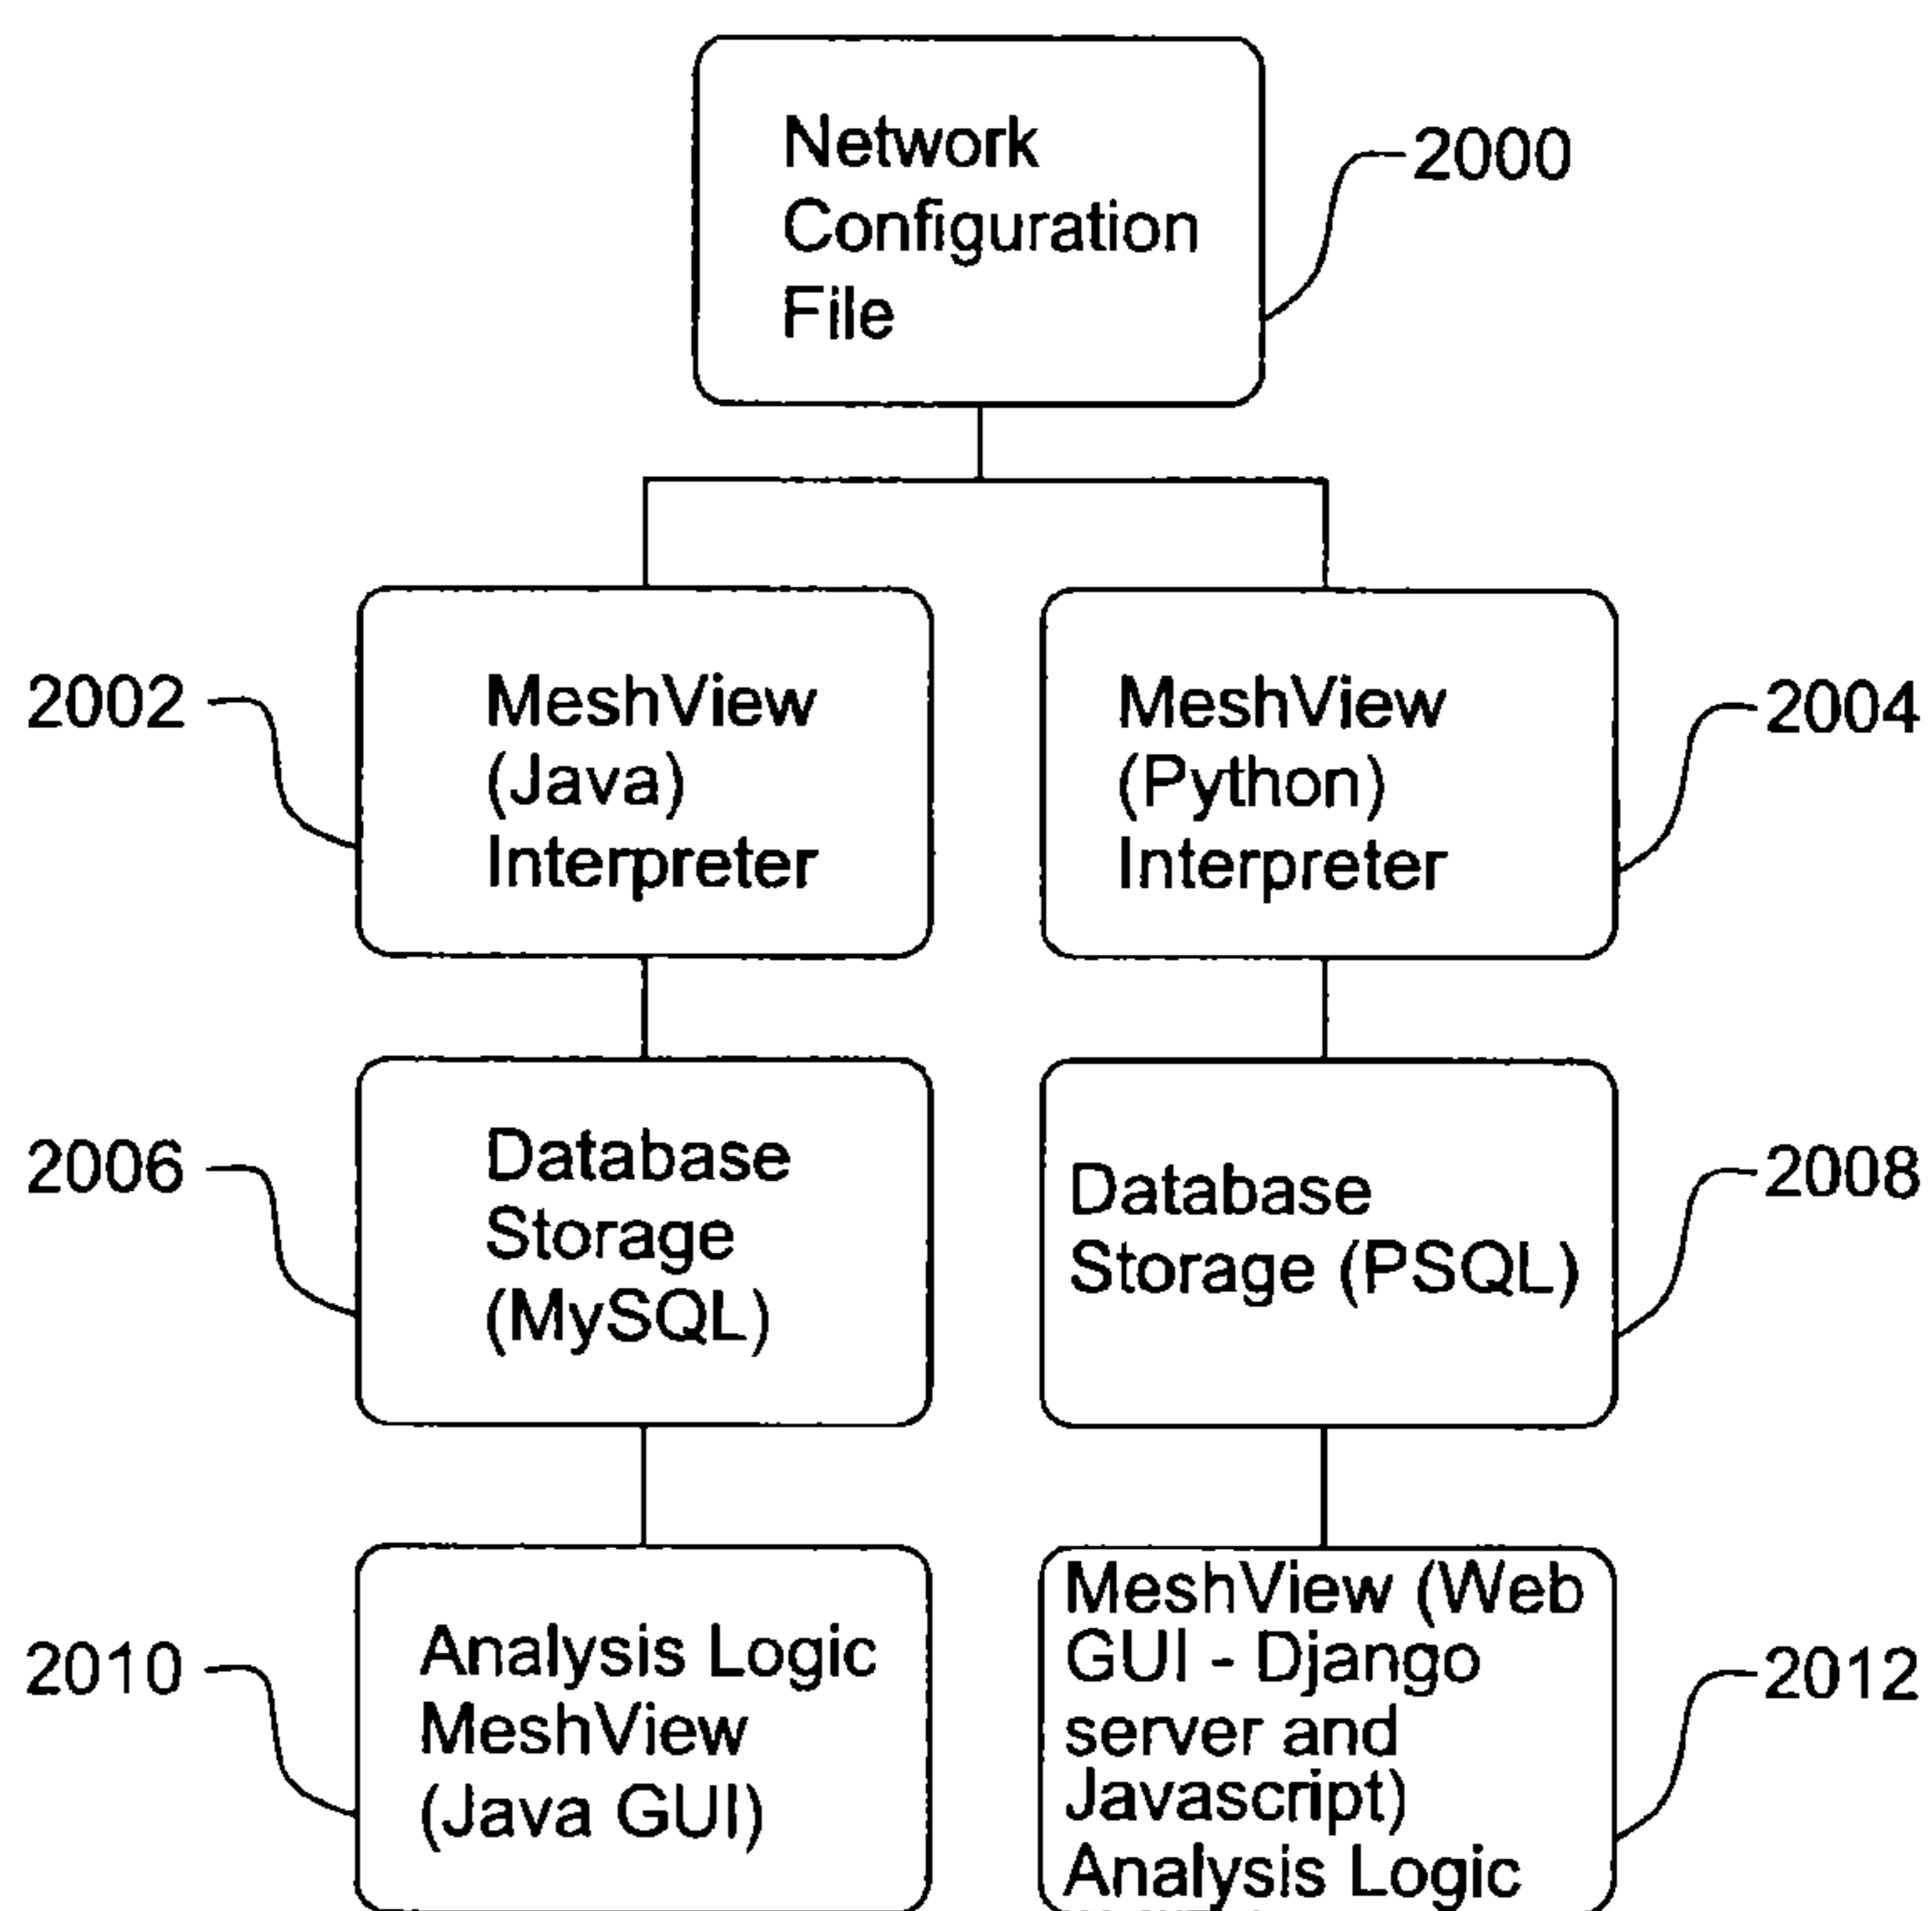 Network
Configuration
File
2000
2002
MeshView
(Java)
Interpreter
MeshView
(Python)
Interpreter
2004
2006
Database
Storage
(MySQL)
Database
Storage (PSQL)
2008
2010
Analysis Logic
MeshView
(Java GUI)
MeshView (Web
GUI - Django
server and
Javascript)
Analysis Logic
2012